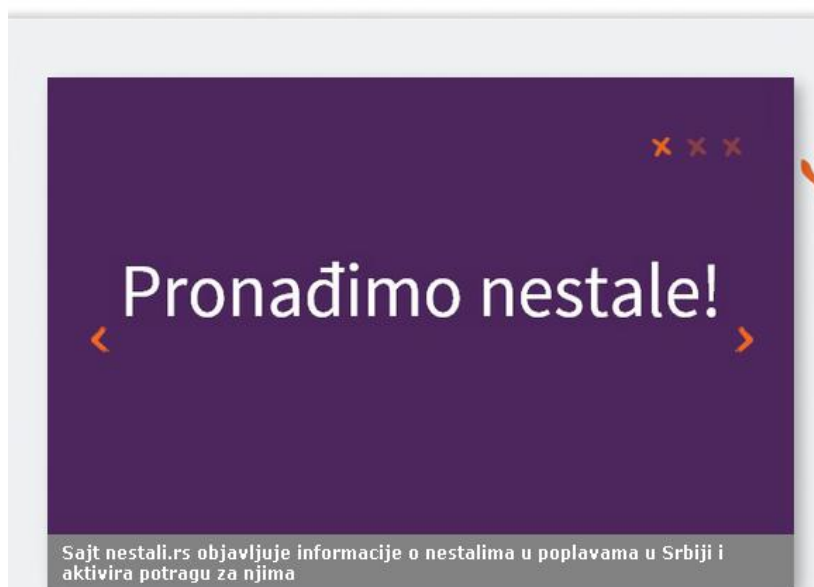 Pronađimo nestale!
Sajt nestali.rs objavljuje informacije o nestalima u poplavama u Srbiji i
aktivira potragu za njima